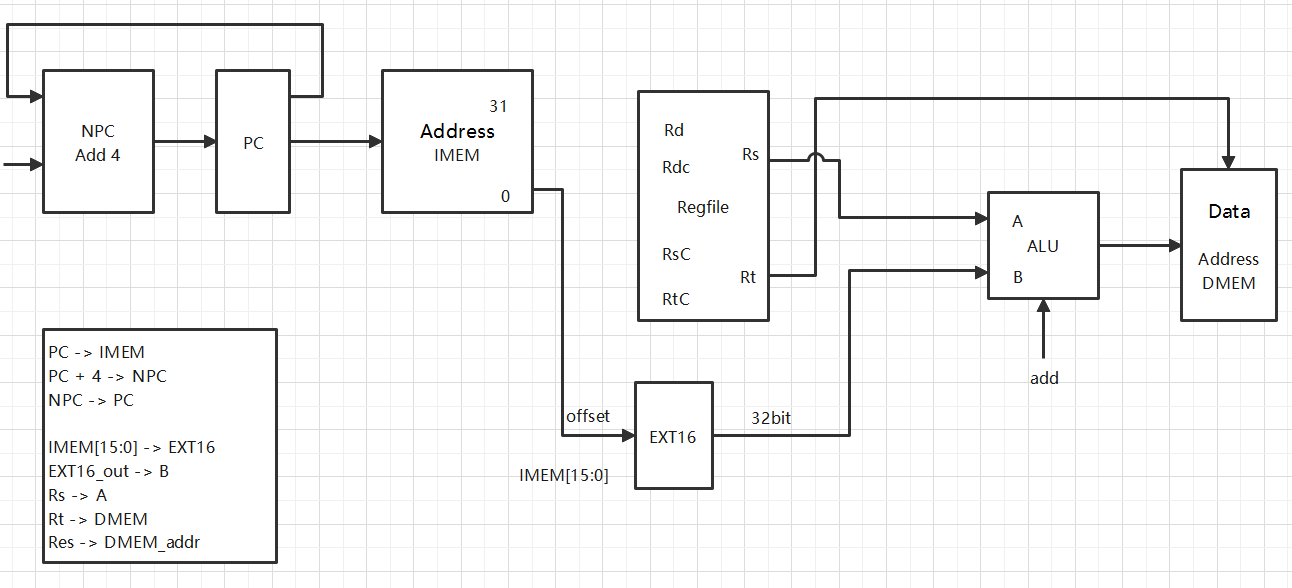 NPC
Add 4
PC
31
Address
IMEM
0
Rd
Rdc
Regfile
RsC
RtC
Rs
Rt
A
ALU
B
add
Data
Address
DMEM
offset
IMEM[15:0]
EXT16
32bit
PC -> IMEM
PC + 4 -> NPC
NPC -> PC
IMEM[15:0] -> EXT16
EXT16_out -> B
Rs -> A
Rt -> DMEM
Res -> DMEM_addr